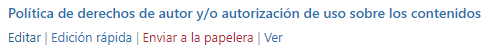 Política de derechos de autor y/o autorización de uso sobre los contenidos
Editar | Edición rápida | Enviar a la papelera | Ver